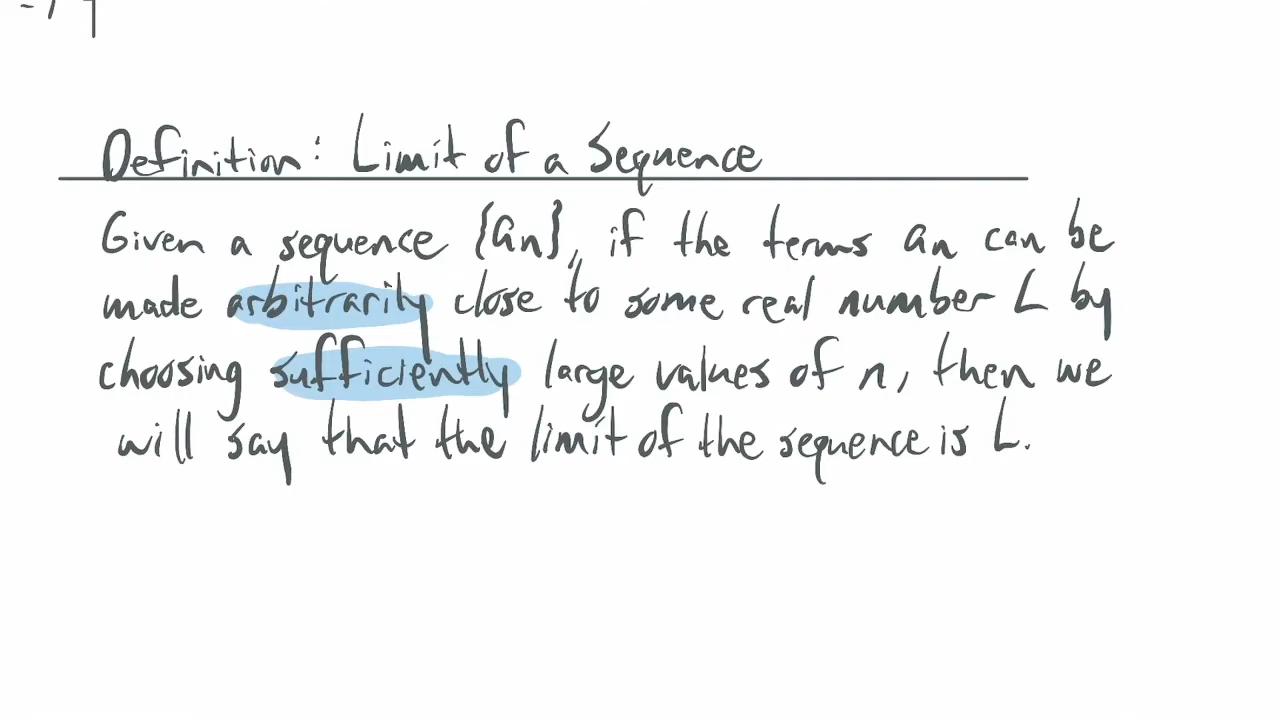 Definition: Limit of a Sequence
Given a sequence {an}, if the terms an can be
made arbitrarily close to some real number L by
choosing sufficiently large values of n, then we
will say that the limit of the sequence is L.